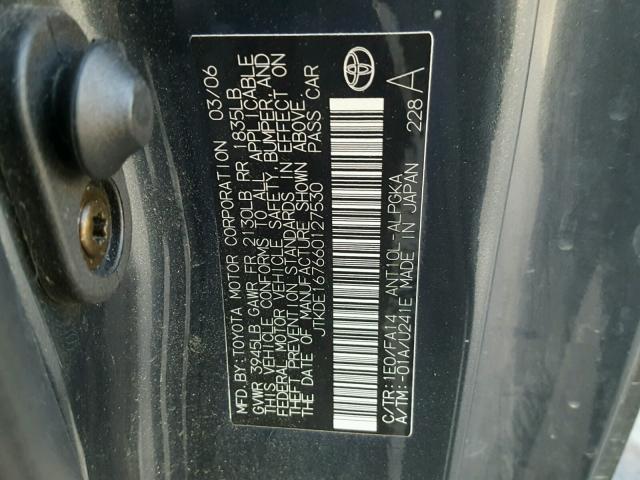 MFD.BY:TOYOTA MOTOR CORPORATION 03/06
GVWR 3945LB GAWR FR 2130LB RR 1835LB
THIS VEHICLE CONFORMS TO ALL APPLICABLE
FEDERAL MOTOR VEHICLE SAFETY, BUMPER, AND
THEFT PREVENTION STANDARDS IN EFFECT ON
THE DATE OF MANUFACTURE SHOWN ABOVE.
JTKDE167660127530 PASS CAR
C/TR:1E0/FA14 ANT10L-ALPGKA
A/TM:-01A/U241E MADE IN JAPAN
228 A